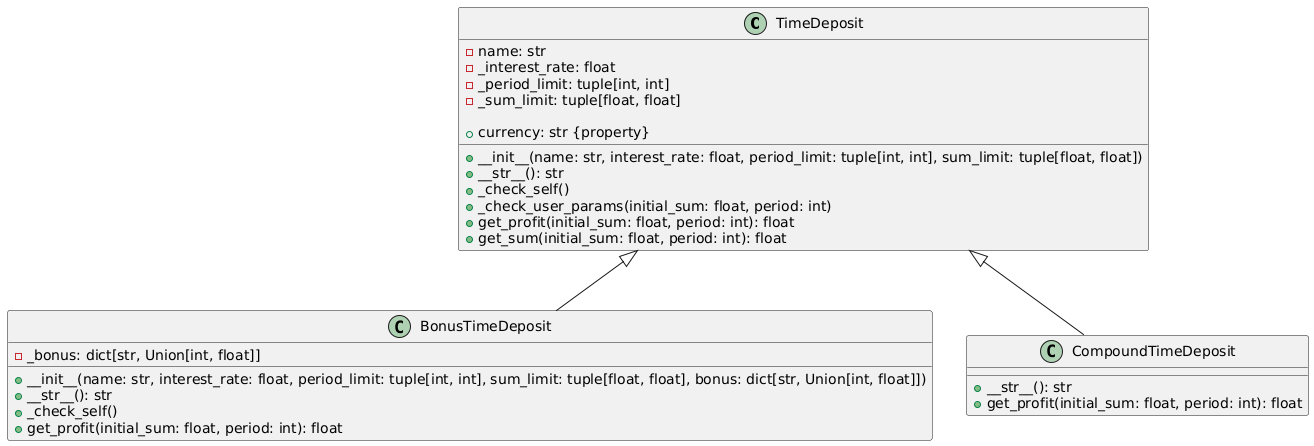 C TimeDeposit
name: str
_interest_rate: float
_period_limit: tuple[int, int]
_sum_limit: tuple[float, float]
currency: str {property}
__init__(name: str, interest_rate: float, period_limit: tuple[int, int], sum_limit: tuple[float, float])
__str__(): str
_check_self()
_check_user_params(initial_sum: float, period: int)
get_profit(initial_sum: float, period: int): float
get_sum(initial_sum: float, period: int): float
C BonusTimeDeposit
_bonus: dict[str, Union[int, float]]
__init__(name: str, interest_rate: float, period_limit: tuple[int, int], sum_limit: tuple[float, float], bonus: dict[str, Union[int, float]])
__str__(): str
_check_self()
get_profit(initial_sum: float, period: int): float
C CompoundTimeDeposit
__str__(): str
get_profit(initial_sum: float, period: int): float